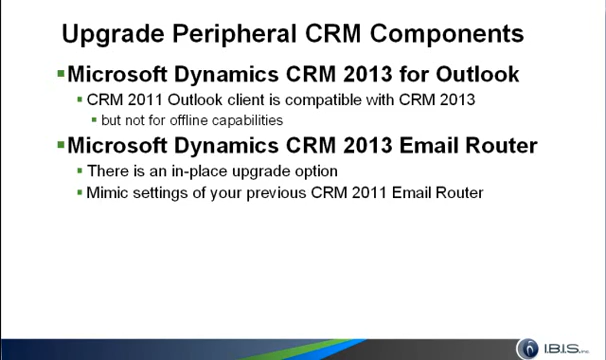 Upgrade Peripheral CRM Components
Microsoft Dynamics CRM 2013 for Outlook
CRM 2011 Outlook client is compatible with CRM 2013
but not for offline capabilities
Microsoft Dynamics CRM 2013 Email Router
There is an in-place upgrade option
Mimic settings of your previous CRM 2011 Email Router
I.B.I.S.